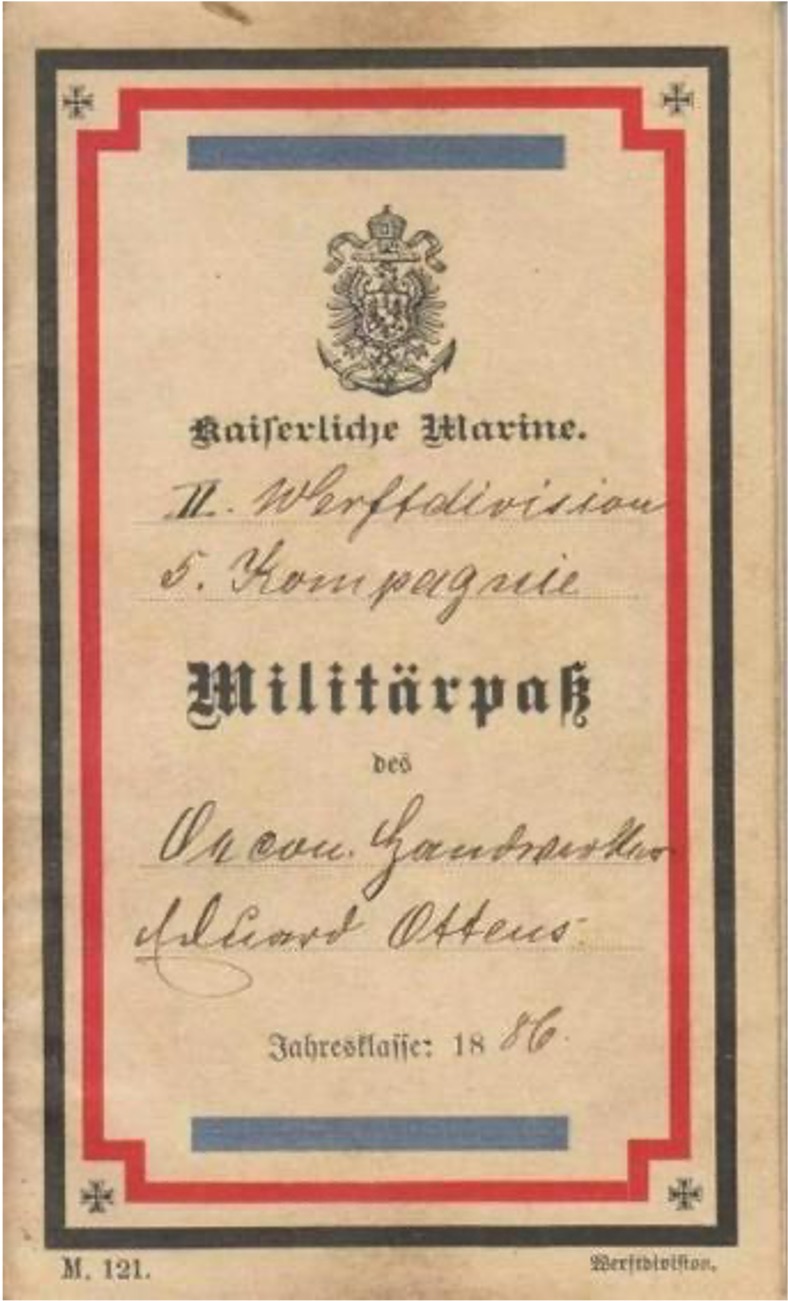 Kaiserliche Marine.
II. Werftdivision
5. Kompagnie
Militärpaß
des
Oecon. Handwerker
Eduard Ottens.
Jahresklasse: 1886.
M. 121.
Werftdivision.